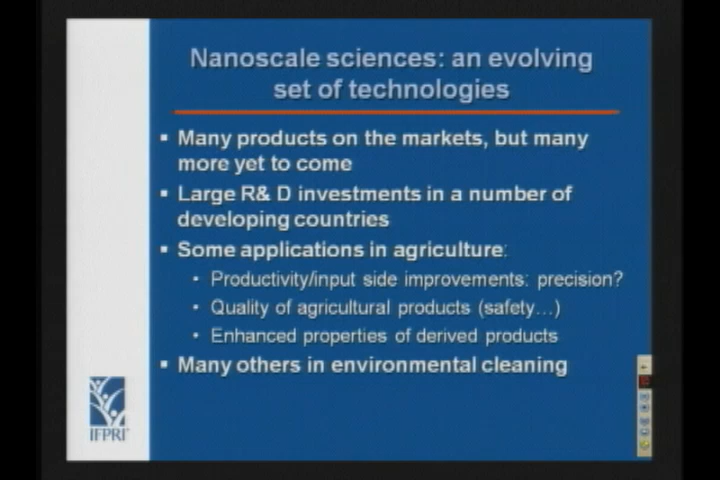 Nanoscale sciences: an evolving
set of technologies
▪ Many products on the markets, but many
more yet to come
▪ Large R& D investments in a number of
developing countries
▪ Some applications in agriculture:
• Productivity/input side improvements: precision?
• Quality of agricultural products (safety…)
• Enhanced properties of derived products
▪ Many others in environmental cleaning
IFPRI